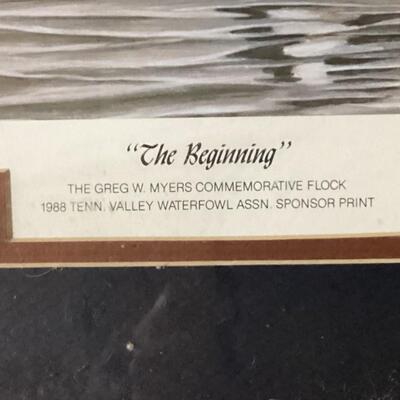 "The Beginning"
THE GREG W. MYERS COMMEMORATIVE FLOCK
1988 TENN. VALLEY WATERFOWL ASSN. SPONSOR PRINT